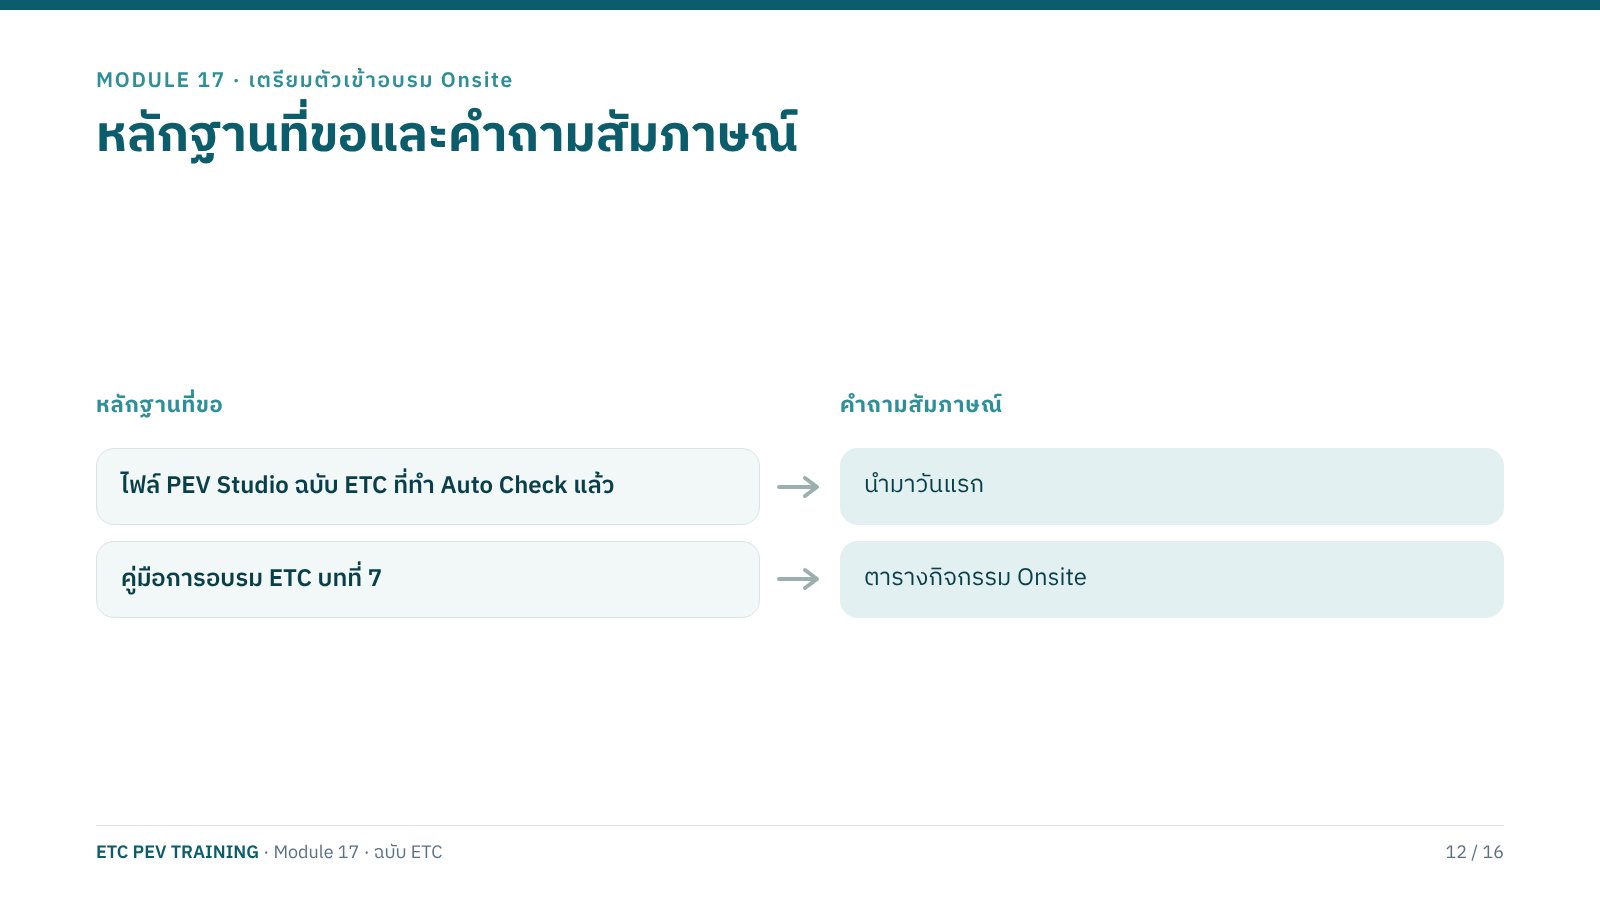 MODULE 17 · เตรียมตัวเข้าอบรม Onsite
หลักฐานที่ขอและคำถามสัมภาษณ์
หลักฐานที่ขอ
คำถามสัมภาษณ์
ไฟล์ PEV Studio ฉบับ ETC ที่ทำ Auto Check แล้ว
นำมาวันแรก
คู่มือการอบรม ETC บทที่ 7
ตารางกิจกรรม Onsite
ETC PEV TRAINING · Module 17 · ฉบับ ETC
12 / 16